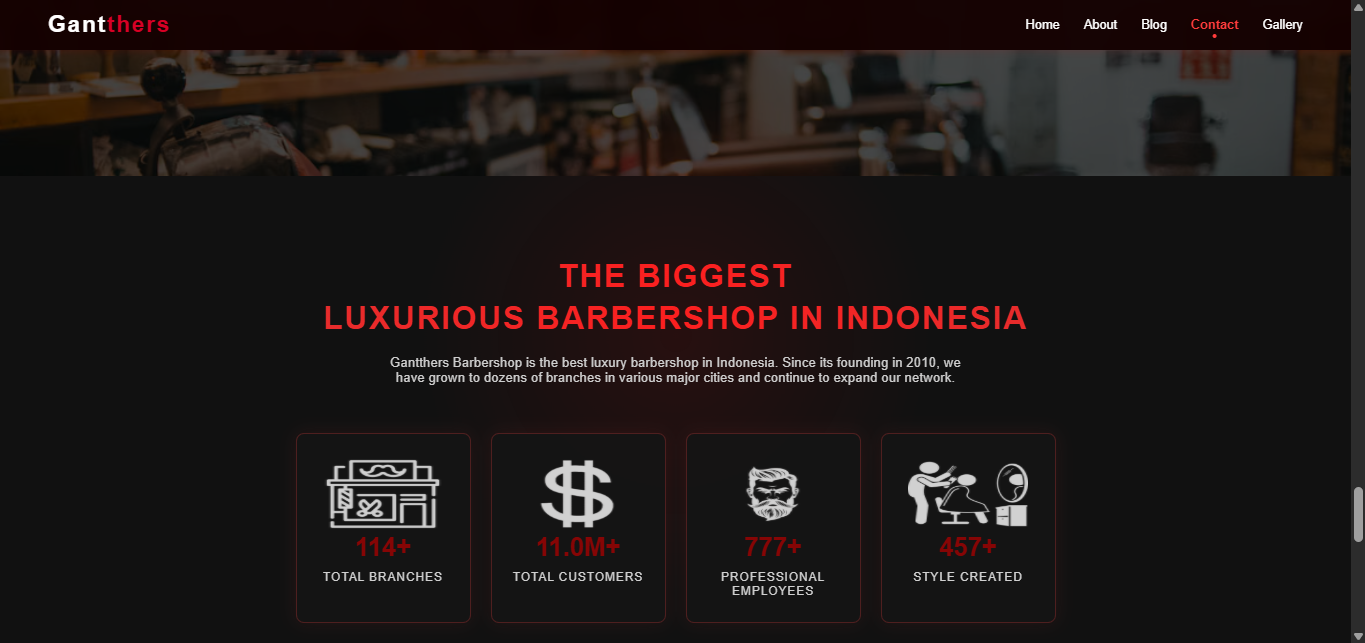 Gantthers
Home About Blog Contact Gallery
THE BIGGEST
LUXURIOUS BARBERSHOP IN INDONESIA
Gantthers Barbershop is the best luxury barbershop in Indonesia. Since its founding in 2010, we
have grown to dozens of branches in various major cities and continue to expand our network.
114+
TOTAL BRANCHES
11.0M+
TOTAL CUSTOMERS
777+
PROFESSIONAL
EMPLOYEES
457+
STYLE CREATED